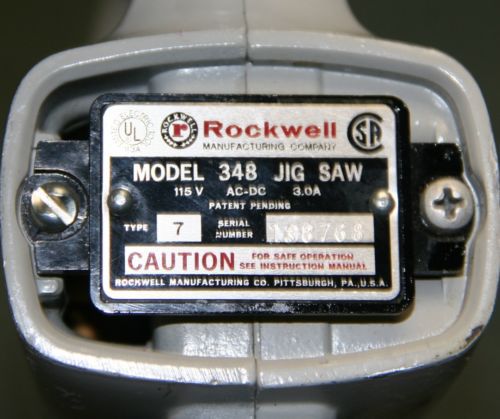 UL
ROCKWELL
r
Rockwell
SA
MANUFACTURING COMPANY
MODEL 348 JIG SAW
115 V AC-DC 3.0A
PATENT PENDING
TYPE 7 SERIAL NUMBER
CAUTION FOR SAFE OPERATION
SEE INSTRUCTION MANUAL
ROCKWELL MANUFACTURING CO. PITTSBURGH, PA., U.S.A.